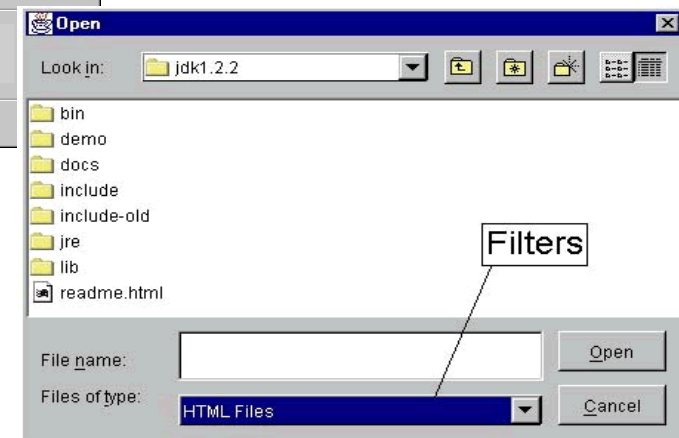 Open
Look in: jdk1.2.2
bin
demo
docs
include
include-old
jre
lib
readme.html
Filters
File name:
Open
Files of type:
HTML Files
Cancel